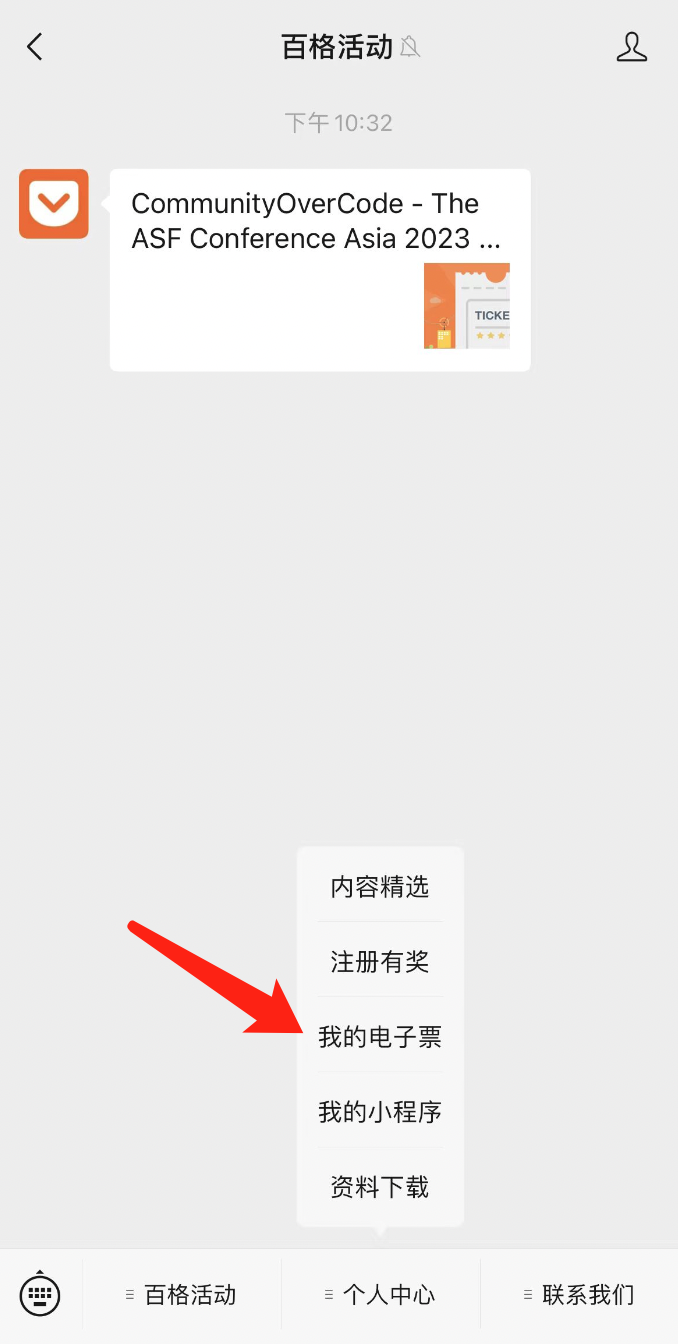 百格活动
下午 10:32
CommunityOverCode - The
ASF Conference Asia 2023 ...
TICKE
内容精选
注册有奖
我的电子票
我的小程序
资料下载
百格活动
个人中心
联系我们